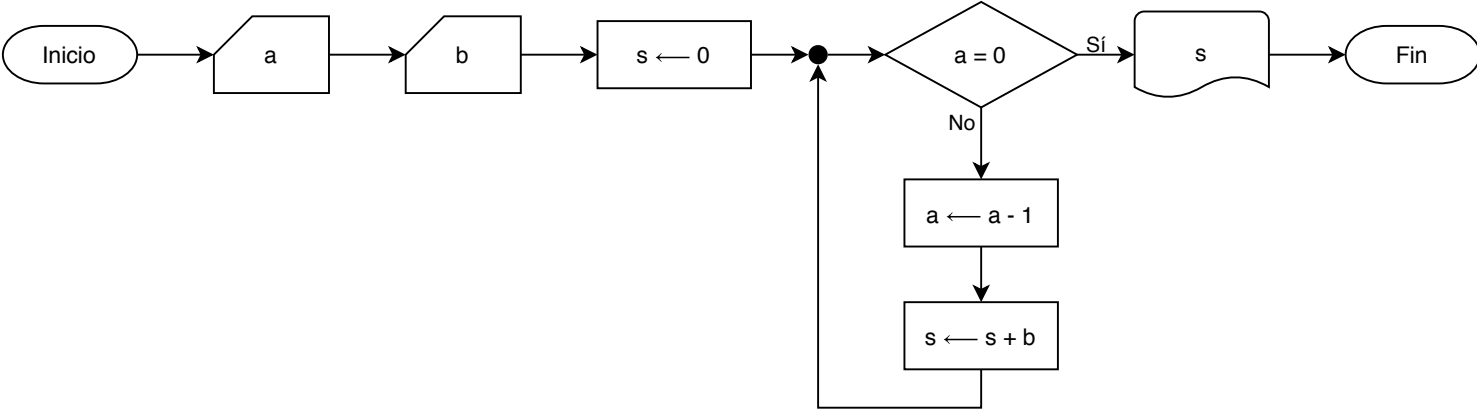 Inicio
a
b
s ⟵ 0
a = 0
Sí
s
Fin
No
a ⟵ a - 1
s ⟵ s + b